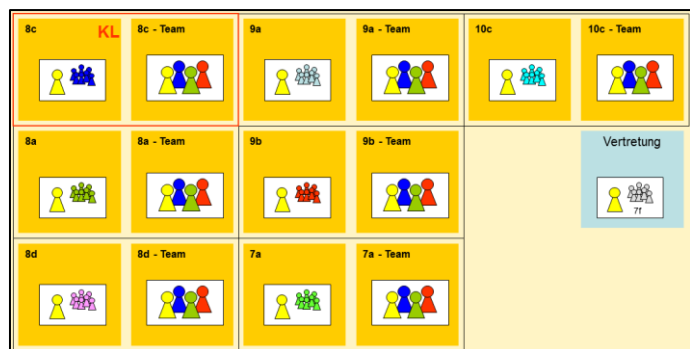 8c KL
8c - Team
9a
9a - Team
10c
10c - Team
8a
8a - Team
9b
9b - Team
Vertretung
7f
8d
8d - Team
7a
7a - Team